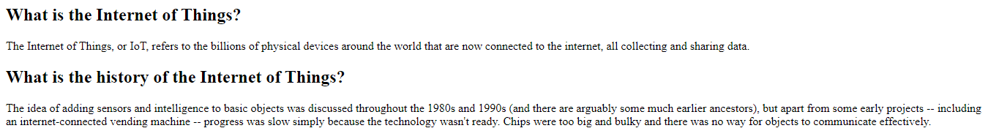 What is the Internet of Things?
The Internet of Things, or IoT, refers to the billions of physical devices around the world that are now connected to the internet, all collecting and sharing data.
What is the history of the Internet of Things?
The idea of adding sensors and intelligence to basic objects was discussed throughout the 1980s and 1990s (and there are arguably some much earlier ancestors), but apart from some early projects -- including
an internet-connected vending machine -- progress was slow simply because the technology wasn't ready. Chips were too big and bulky and there was no way for objects to communicate effectively.